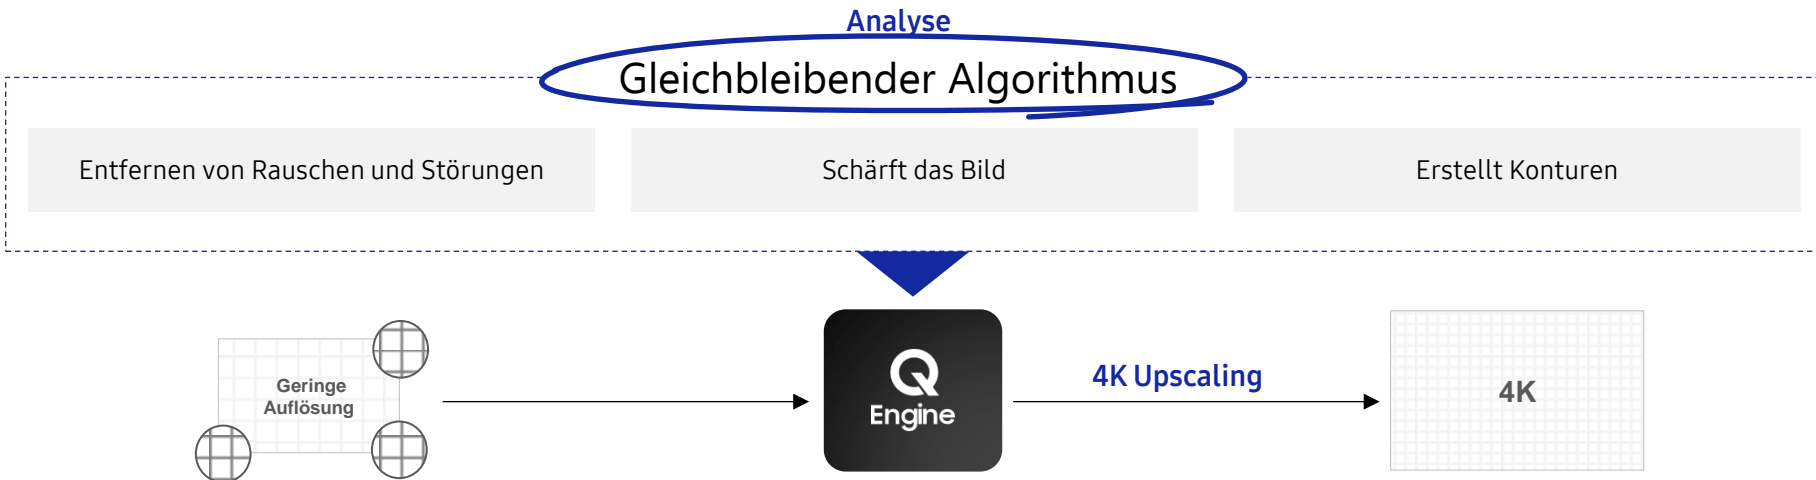 Analyse
Gleichbleibender Algorithmus
Entfernen von Rauschen und Störungen
Schärft das Bild
Erstellt Konturen
Geringe
Auflösung
Q
Engine
4K Upscaling
4K